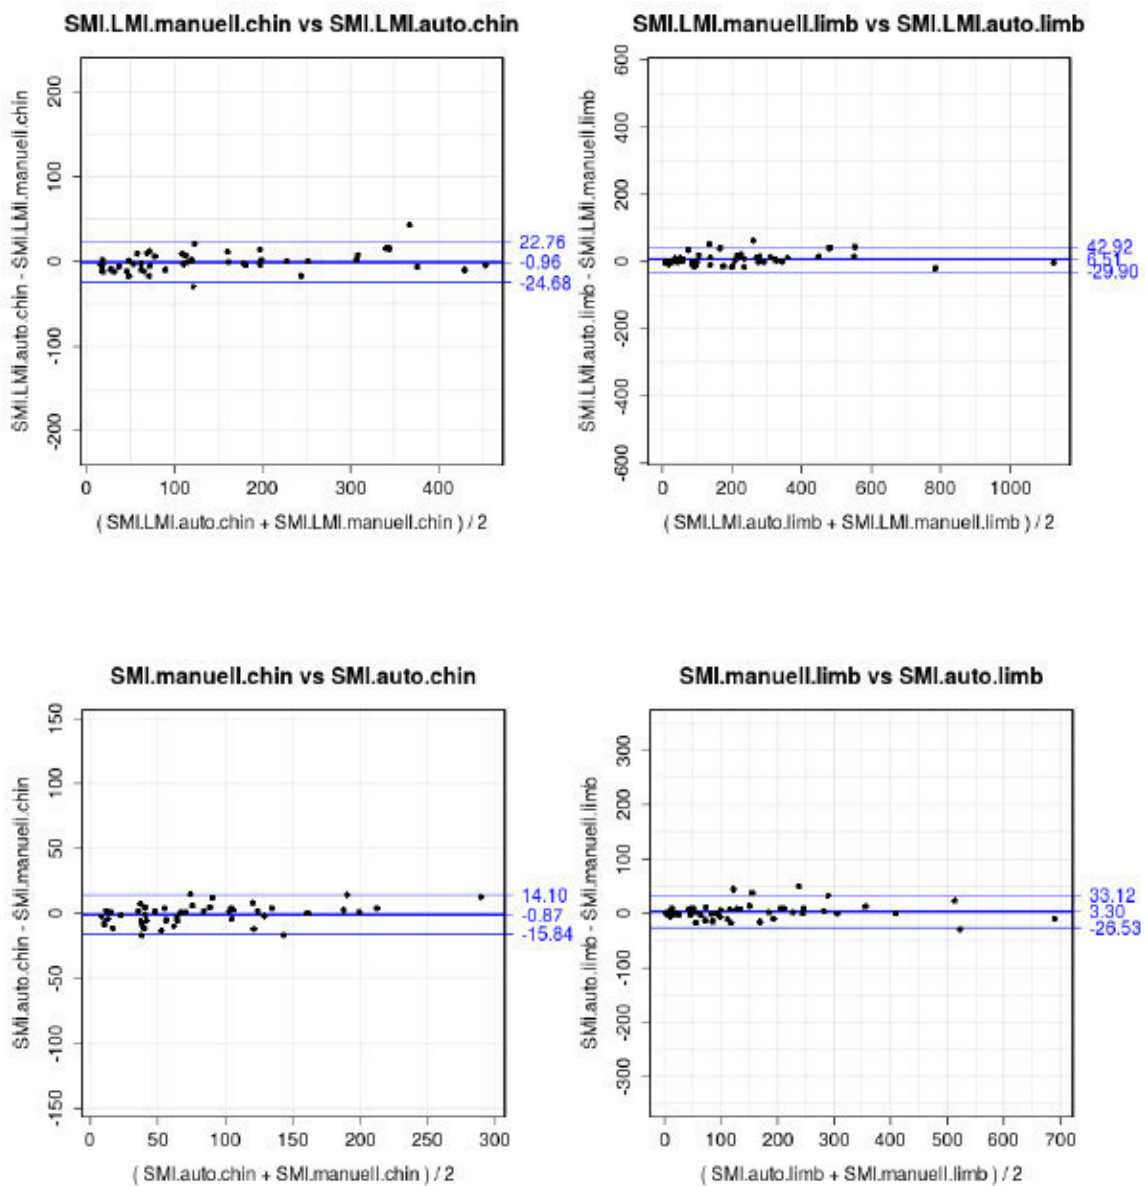 SMI.LMI.manuell.chin vs SMI.LMI.auto.chin
SMI.LMI.auto.chin - SMI.LMI.manuell.chin
200
100
0
-100
-200
22.76
-0.96
-24.68
0 100 200 300 400
( SMI.LMI.auto.chin + SMI.LMI.manuell.chin ) / 2
SMI.LMI.manuell.limb vs SMI.LMI.auto.limb
SMI.LMI.auto.limb - SMI.LMI.manuell.limb
600
400
200
0
-200
-400
-600
42.92
6.51
-29.90
0 200 400 600 800 1000
( SMI.LMI.auto.limb + SMI.LMI.manuell.limb ) / 2
SMI.manuell.chin vs SMI.auto.chin
SMI.auto.chin - SMI.manuell.chin
150
100
50
0
-50
-100
-150
14.10
-0.87
-15.84
0 50 100 150 200 250 300
( SMI.auto.chin + SMI.manuell.chin ) / 2
SMI.manuell.limb vs SMI.auto.limb
SMI.auto.limb - SMI.manuell.limb
300
200
100
0
-100
-200
-300
33.12
3.30
-26.53
0 100 200 300 400 500 600 700
( SMI.auto.limb + SMI.manuell.limb ) / 2